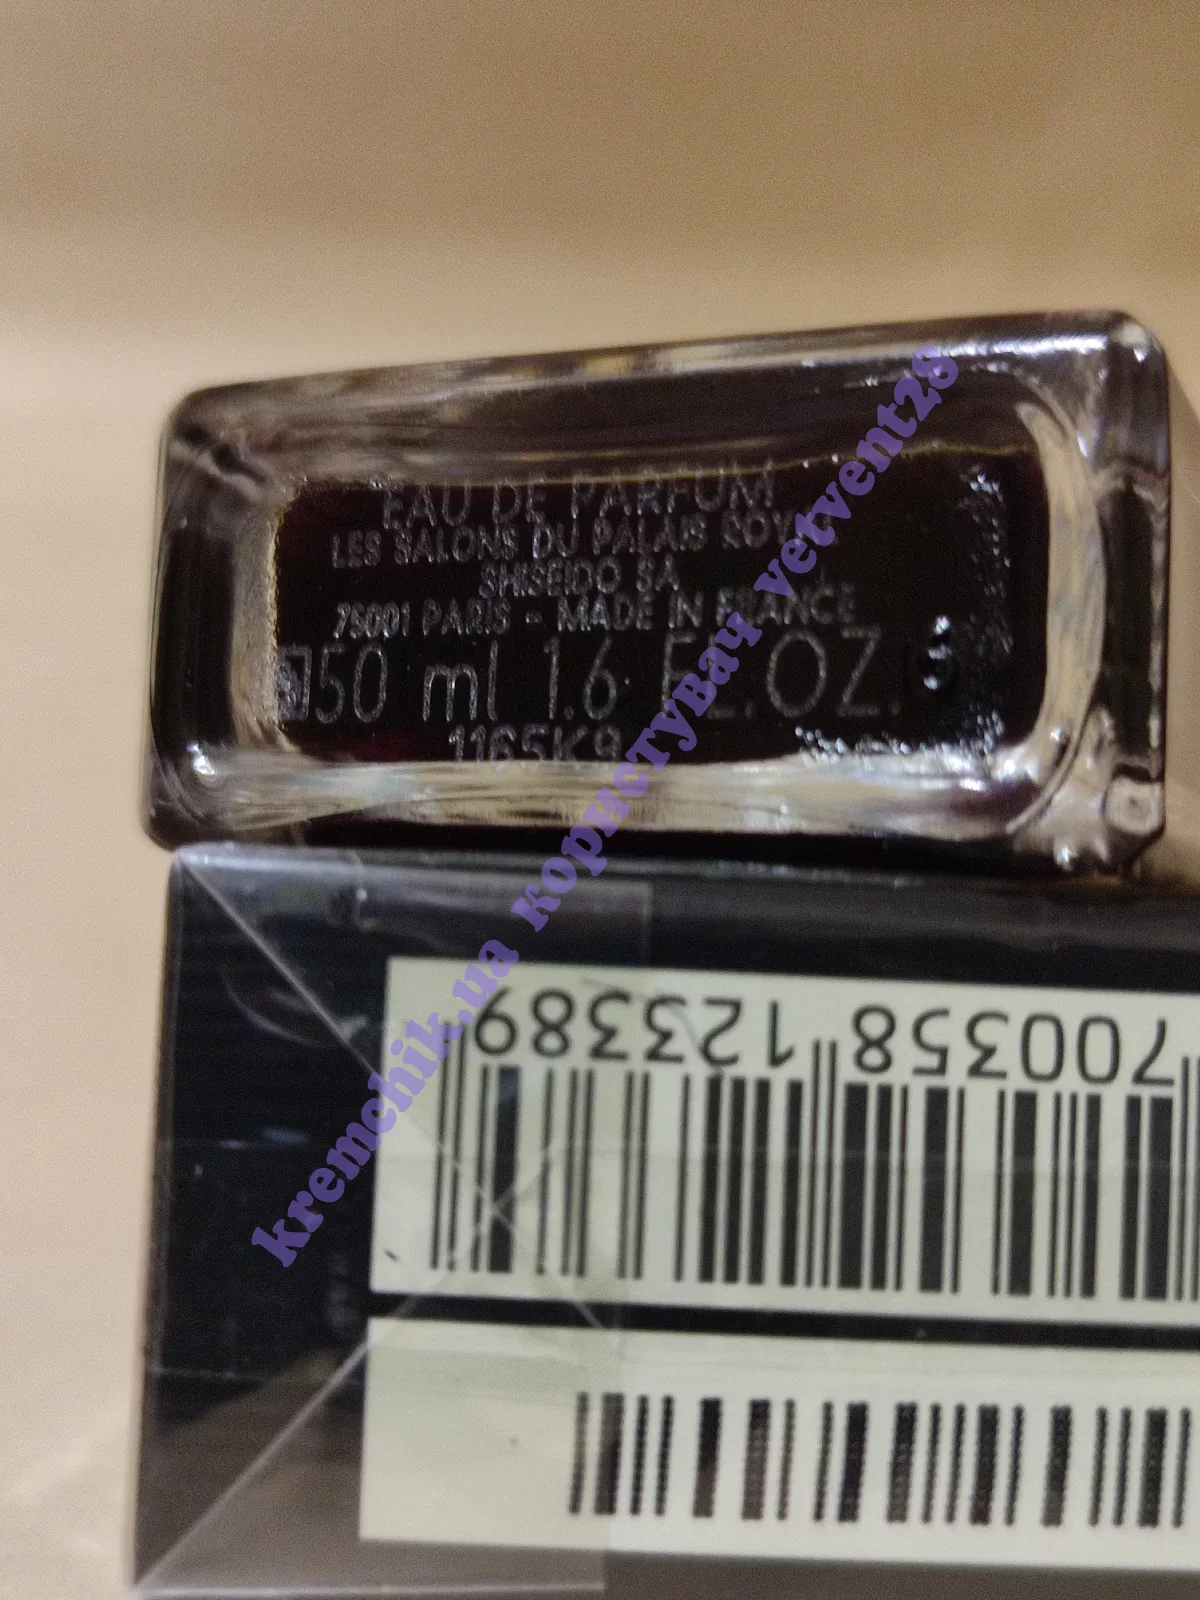 EAU DE PARFUM
LES SALONS DU PALAIS ROYAL
SHISEIDO SA
75001 PARIS - MADE IN FRANCE
50 ml 1.6 FL.OZ.
1165K9
700358 123389
kremchik.ua користувач vetvent28